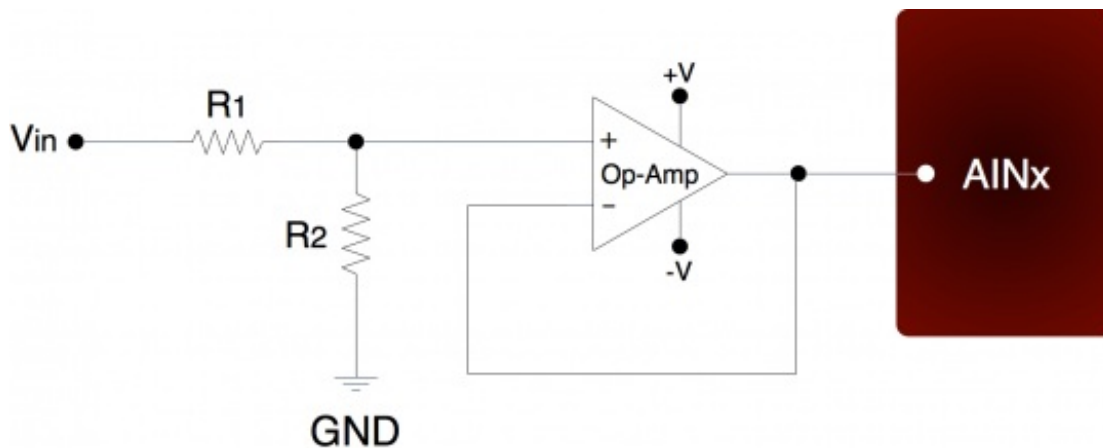 Vin
R1
R2
GND
+V
+
Op-Amp
−
-V
AINx